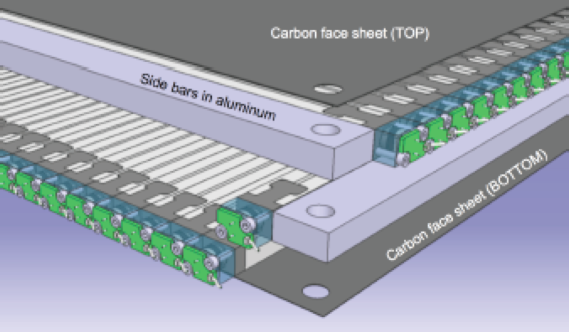 Carbon face sheet (TOP)
Side bars in aluminum
Carbon face sheet (BOTTOM)